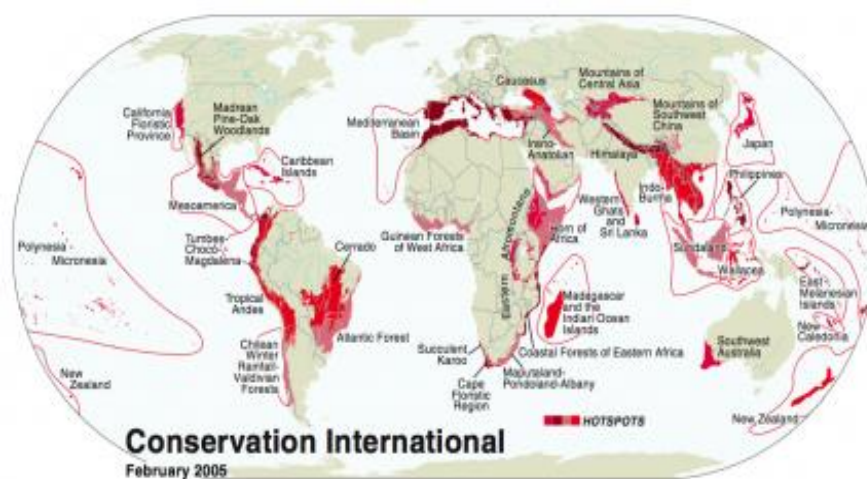 Caucasus
Mountains of
Central Asia
Mountains of
Southwest
China
California
Floristic
Province
Madrean
Pine-Oak
Woodlands
Mediterranean
Basin
Irano-
Anatolian
Himalaya
Japan
Caribbean
Islands
Mesoamerica
Philippines
Indo-
Burma
Western
Ghats
and
Sri Lanka
Polynesia -
Micronesia
Polynesia -
Micronesia
Guinean Forests
of West Africa
Eastern Afromontane
Horn of
Africa
Tumbes-
Chocó-
Magdalena
Cerrado
Sundaland
Wallacea
East
Melanesian
Islands
Tropical
Andes
Madagascar
and the
Indian Ocean
Islands
New
Caledonia
Atlantic Forest
Chilean
Winter
Rainfall-
Valdivian
Forests
Succulent
Karoo
Coastal Forests of Eastern Africa
Southwest
Australia
New
Zealand
Cape
Floristic
Region
Maputaland-
Pondoland-Albany
New Zealand
HOTSPOTS
Conservation International
February 2005